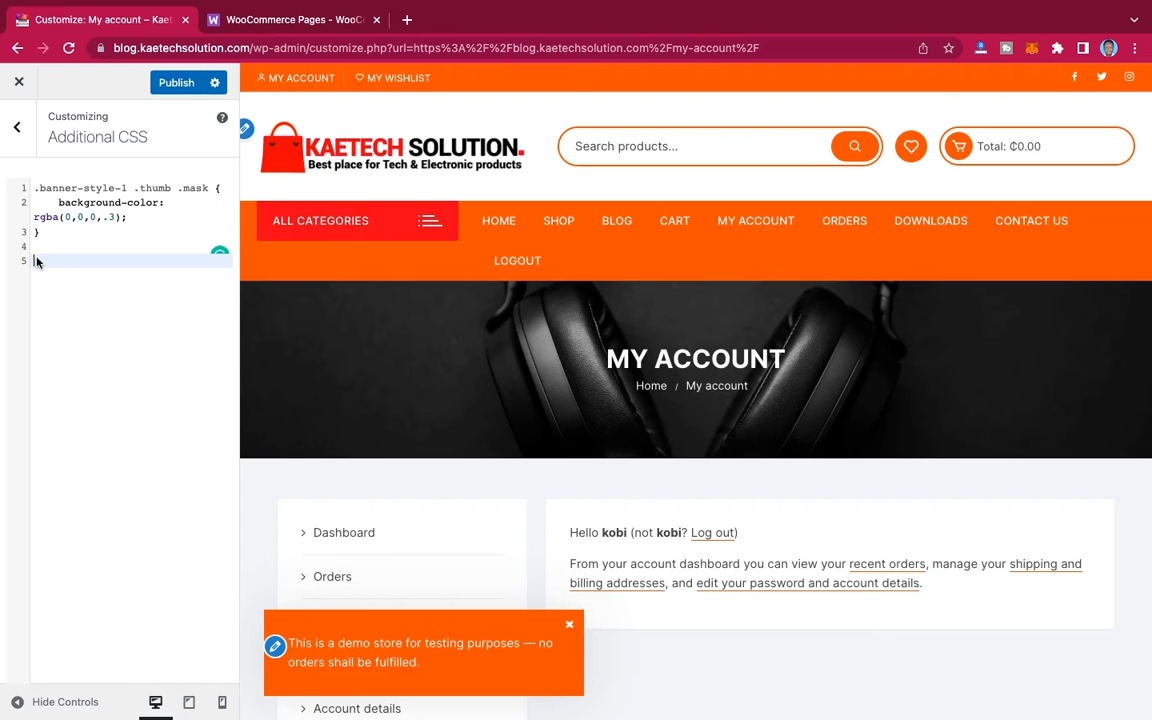 Customize: My account – Kaet
WooCommerce Pages - WooC
blog.kaetechsolution.com/wp-admin/customize.php?url=https%3A%2F%2Fblog.kaetechsolution.com%2Fmy-account%2F
Publish
MY ACCOUNT
MY WISHLIST
Customizing
Additional CSS
KAETECH SOLUTION.
Best place for Tech & Electronic products
Search products...
Total: ₵0.00
1 .banner-style-1 .thumb .mask {
2 background-color:
rgba(0,0,0,.3);
3 }
4
5
ALL CATEGORIES
HOME SHOP BLOG CART MY ACCOUNT ORDERS DOWNLOADS CONTACT US
LOGOUT
MY ACCOUNT
Home / My account
Dashboard
Orders
Account details
Hello kobi (not kobi? Log out)
From your account dashboard you can view your recent orders, manage your shipping and
billing addresses, and edit your password and account details.
This is a demo store for testing purposes — no
orders shall be fulfilled.
Hide Controls